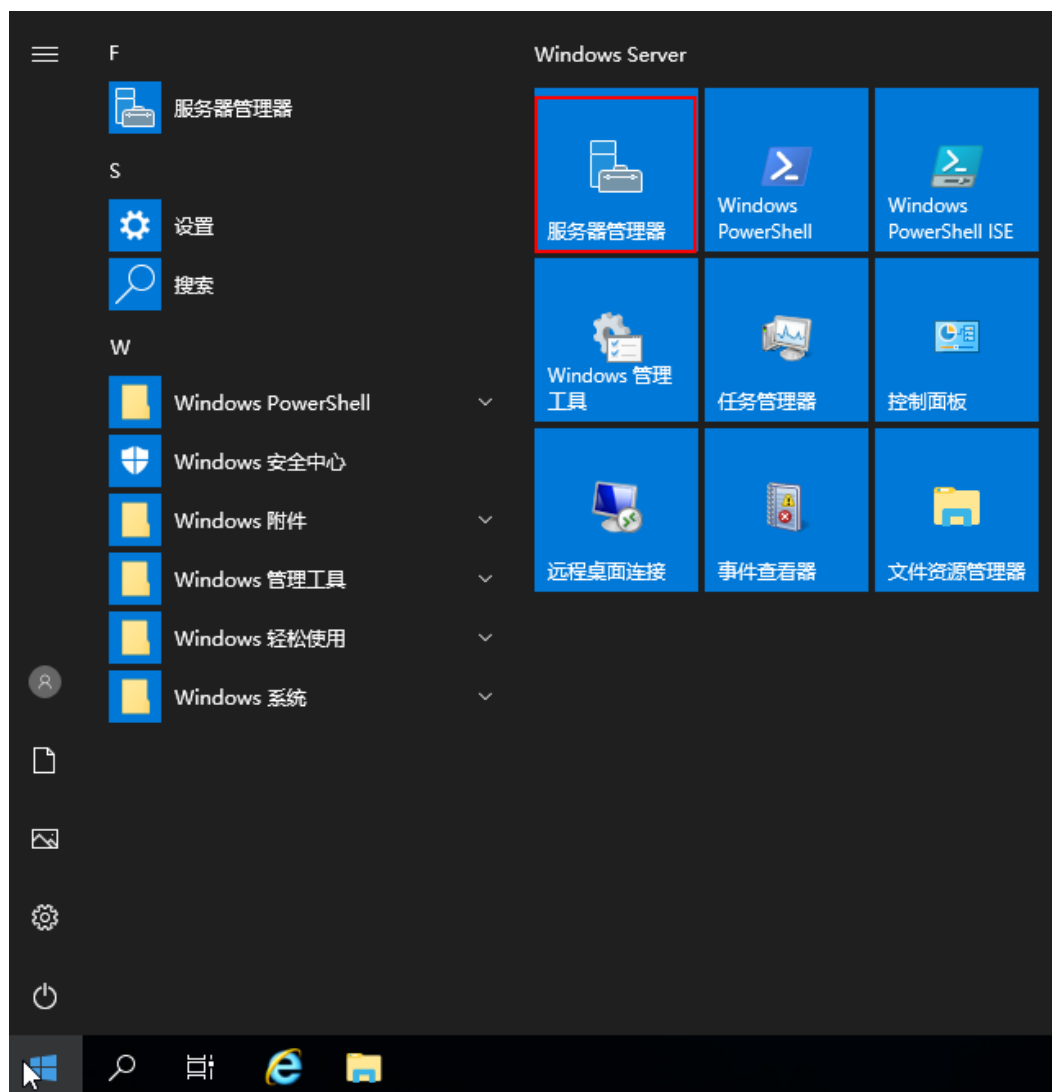 F
服务器管理器
S
设置
搜索
W
Windows PowerShell
Windows 安全中心
Windows 附件
Windows 管理工具
Windows 轻松使用
Windows 系统
Windows Server
服务器管理器
Windows
PowerShell
Windows
PowerShell ISE
Windows 管理
工具
任务管理器
控制面板
远程桌面连接
事件查看器
文件资源管理器